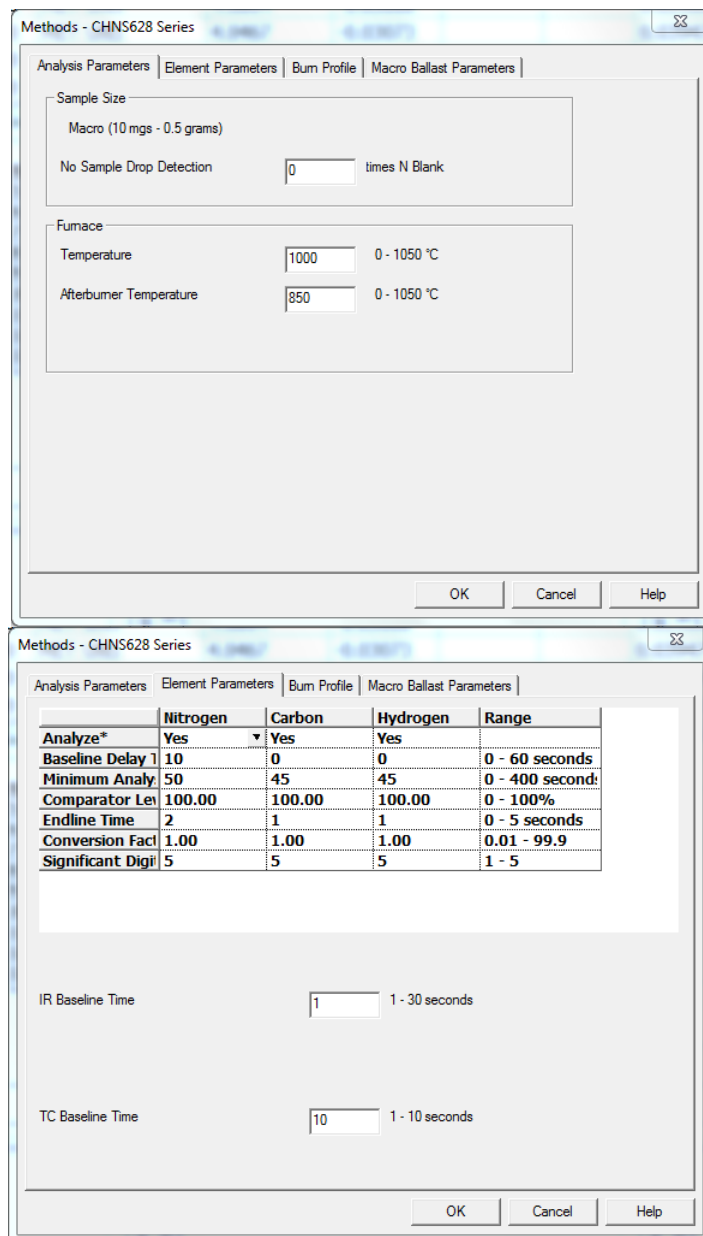 Methods - CHNS628 Series
Analysis Parameters Element Parameters Burn Profile Macro Ballast Parameters
Sample Size
Macro (10 mgs - 0.5 grams)
No Sample Drop Detection 0 times N Blank
Furnace
Temperature 1000 0 - 1050 °C
Afterburner Temperature 850 0 - 1050 °C
OK Cancel Help
Methods - CHNS628 Series
Analysis Parameters Element Parameters Burn Profile Macro Ballast Parameters
Nitrogen Carbon Hydrogen Range
Analyze* Yes Yes Yes
Baseline Delay 10 0 0 0 - 60 seconds
Minimum Analy 50 45 45 0 - 400 second
Comparator Le 100.00 100.00 100.00 0 - 100%
Endline Time 2 1 1 0 - 5 seconds
Conversion Fact 1.00 1.00 1.00 0.01 - 99.9
Significant Digi 5 5 5 1 - 5
IR Baseline Time 1 1 - 30 seconds
TC Baseline Time 10 1 - 10 seconds
OK Cancel Help